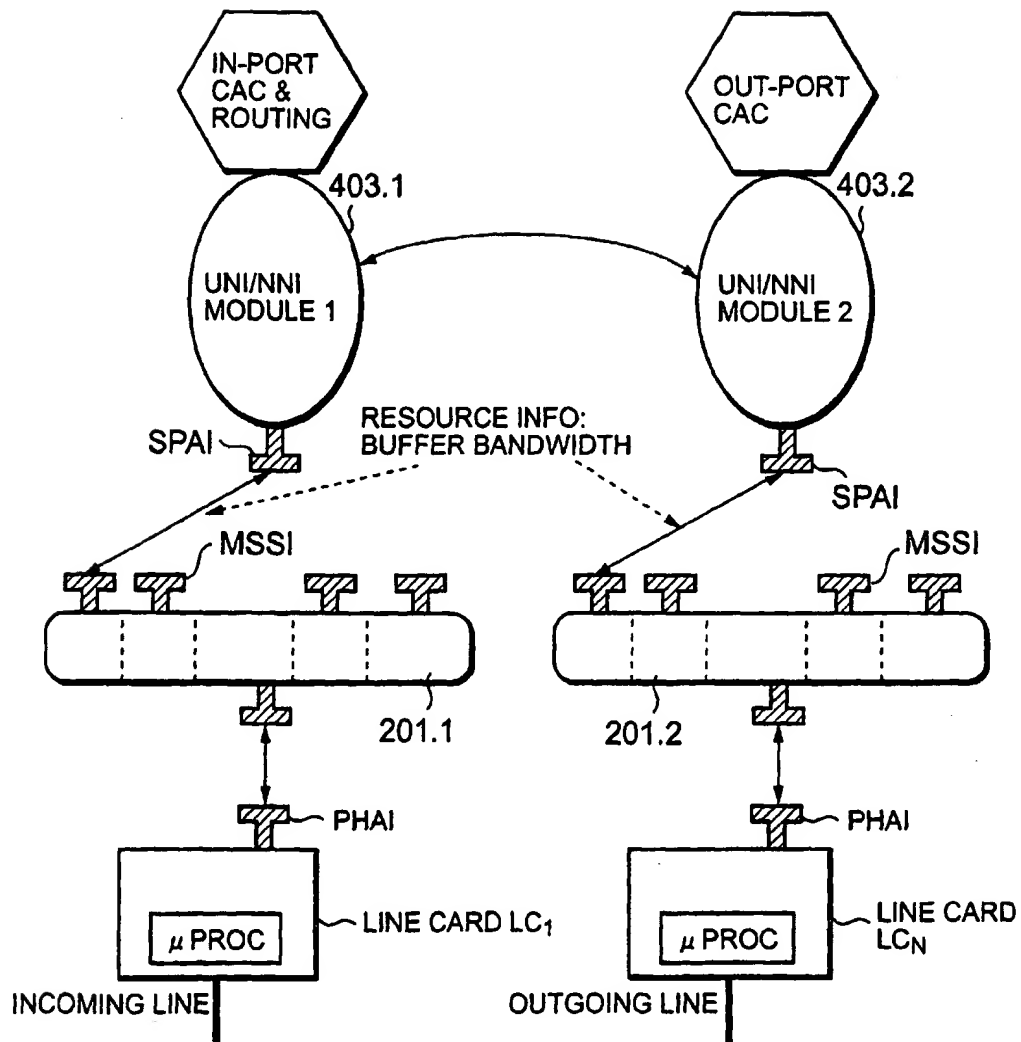 IN-PORT
CAC &
ROUTING
OUT-PORT
CAC
403.1
403.2
UNI/NNI
MODULE 1
UNI/NNI
MODULE 2
RESOURCE INFO:
BUFFER BANDWIDTH
SPAI
SPAI
MSSI
MSSI
201.1
201.2
PHAI
PHAI
LINE CARD LC1
LINE CARD
LCN
μ PROC
μ PROC
INCOMING LINE
OUTGOING LINE